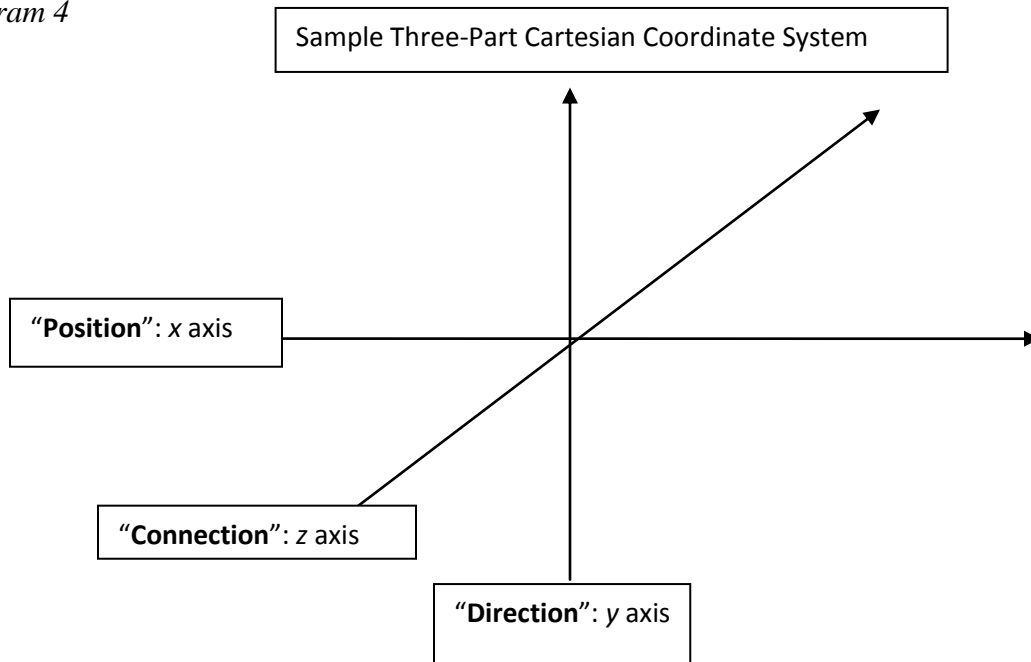 ram 4
Sample Three-Part Cartesian Coordinate System
“Position”: x axis
“Connection”: z axis
“Direction”: y axis